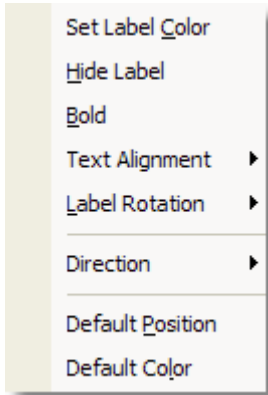 Set Label Color
Hide Label
Bold
Text Alignment
Label Rotation
Direction
Default Position
Default Color